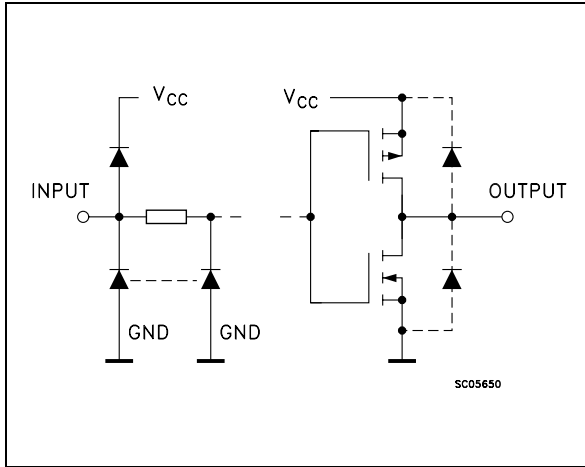 VCC
VCC
INPUT
OUTPUT
GND
GND
SC05650